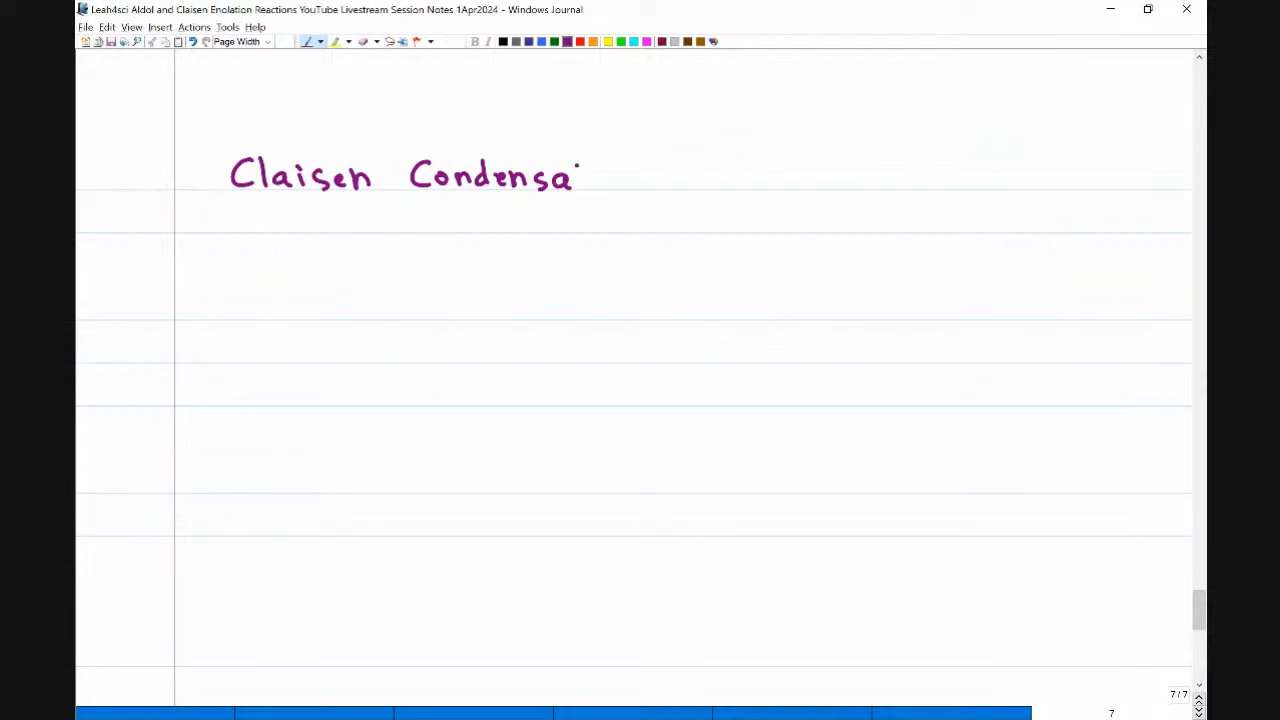 Leah4sci Aldol and Claisen Enolation Reactions YouTube Livestream Session Notes 1Apr2024 - Windows Journal
File Edit View Insert Actions Tools Help
Page Width
B I
Claisen Condensa
7 / 7
7